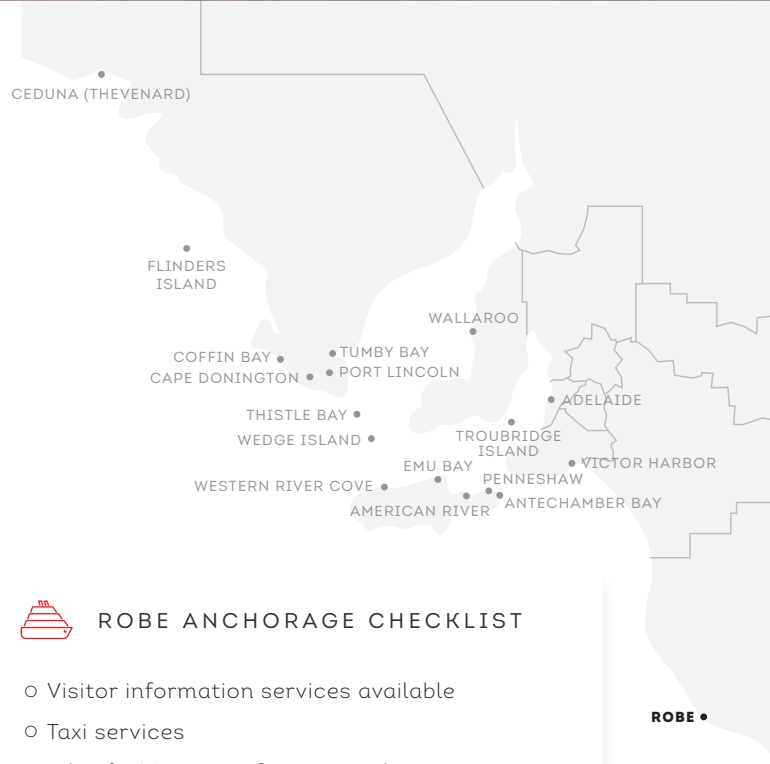 CEDUNA (THEVENARD)
FLINDERS
ISLAND
WALLAROO
TUMBY BAY
COFFIN BAY
PORT LINCOLN
CAPE DONINGTON
ADELAIDE
THISTLE BAY
WEDGE ISLAND
TROUBRIDGE
ISLAND
VICTOR HARBOR
EMU BAY
PENNESHAW
WESTERN RIVER COVE
ANTECHAMBER BAY
AMERICAN RIVER
ROBE ANCHORAGE CHECKLIST
Visitor information services available
Taxi services
ROBE